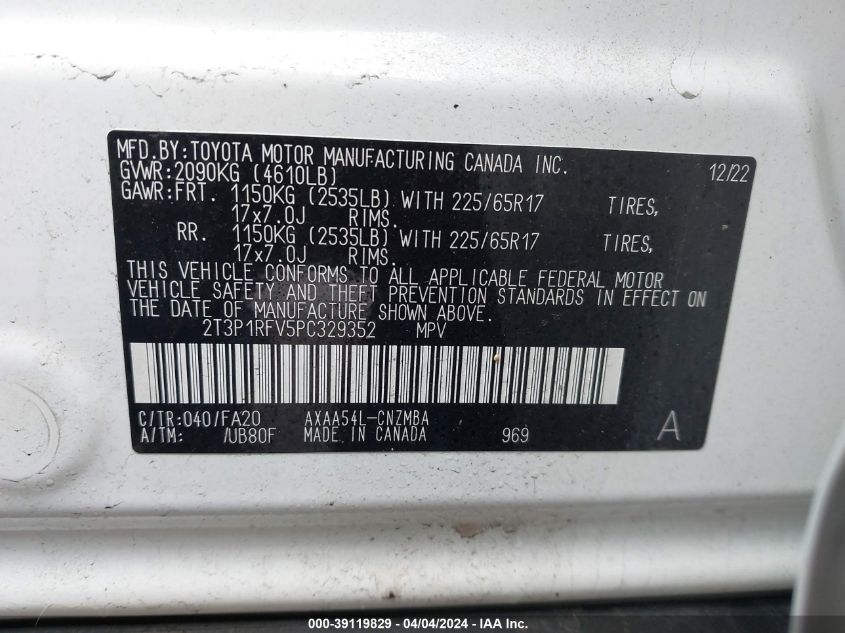 MFD.BY:TOYOTA MOTOR MANUFACTURING CANADA INC. 12/22
GVWR:2090KG (4610LB)
GAWR:FRT. 1150KG (2535LB) WITH 225/65R17 TIRES,
17x7.0J RIMS.
RR. 1150KG (2535LB) WITH 225/65R17 TIRES,
17x7.0J RIMS.
THIS VEHICLE CONFORMS TO ALL APPLICABLE FEDERAL MOTOR
VEHICLE SAFETY AND THEFT PREVENTION STANDARDS IN EFFECT ON
THE DATE OF MANUFACTURE SHOWN ABOVE.
2T3P1RFV5PC329352 MPV
C/TR:040/FA20 AXAA54L-CNZMBA
A/TM: /UB80F MADE IN CANADA 969 A
000-39119829 - 04/04/2024 - IAA Inc.